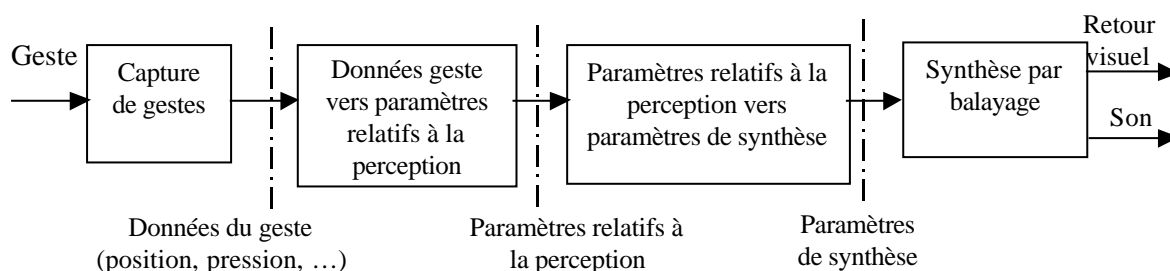 Geste
Capture
de gestes
Données geste
vers paramètres
relatifs à la
perception
Paramètres relatifs à la
perception vers
paramètres de synthèse
Synthèse par
balayage
Retour
visuel
Son
Données du geste
(position, pression, …)
Paramètres relatifs à
la perception
Paramètres
de synthèse